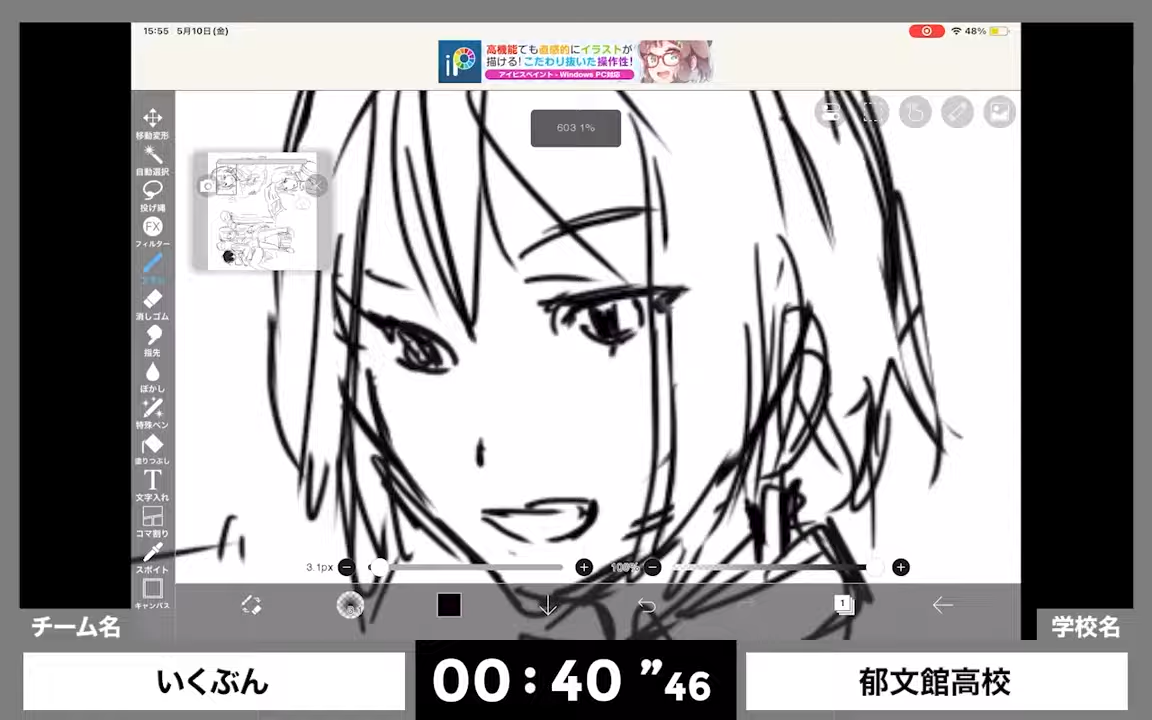 15:55 5月10日(金)
48%
iP
高機能でも直感的にイラストが
描ける!こだわり抜いた操作性!
アイビスペイント - Windows PC対応
603 1%
移動変形
自動選択
投げ縄
FX
フィルター
消しゴム
指先
ぼかし
特殊ペン
塗りつぶし
T
文字入れ
コマ割り
スポイト
キャンバス
3.1px
100%
3.1
1
チーム名
学校名
いくぶん
00:40 ”46
郁文館高校